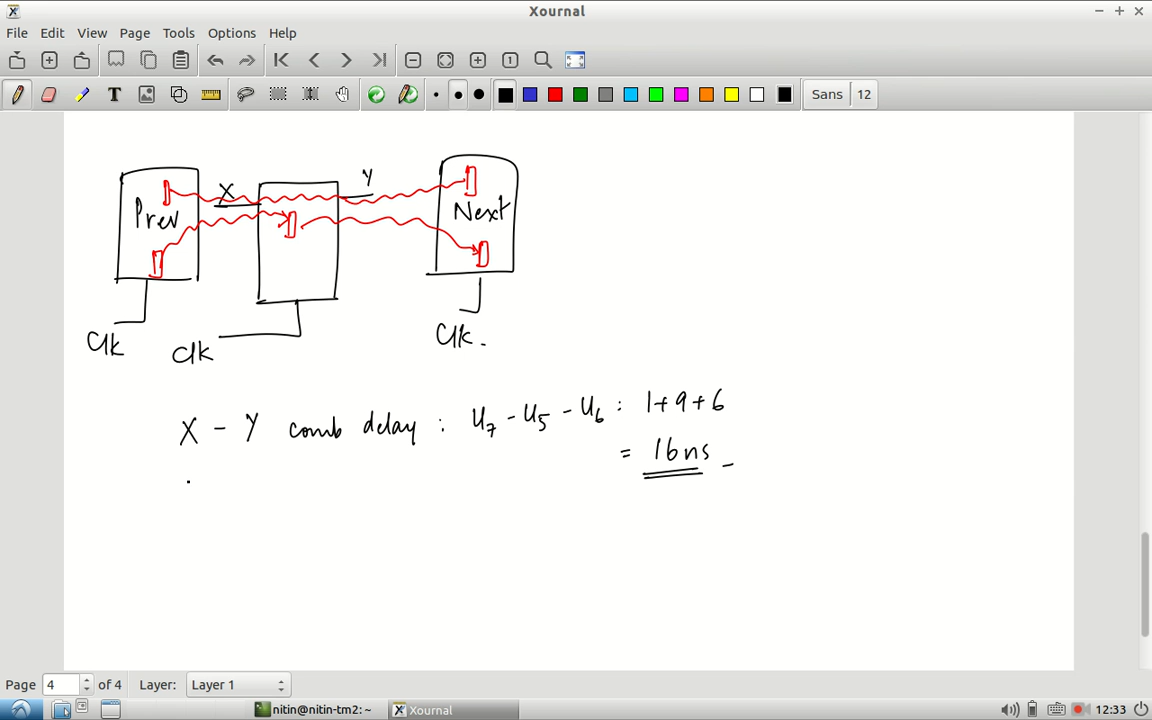 Xournal
File Edit View Page Tools Options Help
Sans 12
X Y
Prev Next
Clk Clk Clk.
X - Y comb delay : U7 - U5 - U6 : 1+9+6
= 16ns -
Page 4 of 4 Layer: Layer 1
nitin@nitin-tm2: ~ Xournal 12:33